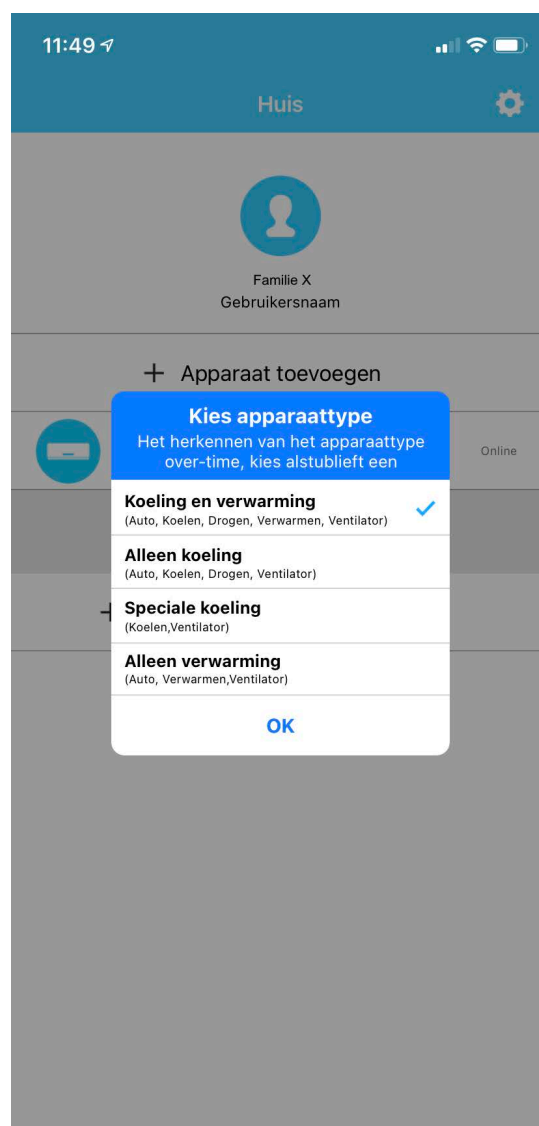 11:49
Huis
Familie X
Gebruikersnaam
+ Apparaat toevoegen
Online
Kies apparaattype
Het herkennen van het apparaattype
over-time, kies alstublieft een
Koeling en verwarming
(Auto, Koelen, Drogen, Verwarmen, Ventilator)
Alleen koeling
(Auto, Koelen, Drogen, Ventilator)
Speciale koeling
(Koelen,Ventilator)
Alleen verwarming
(Auto, Verwarmen,Ventilator)
OK